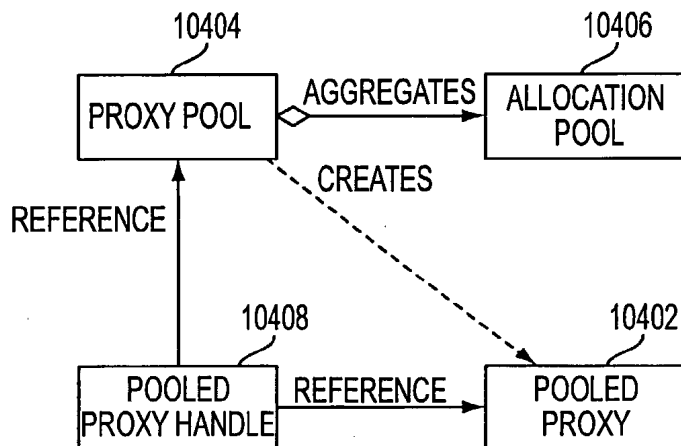 10404
10406
PROXY POOL
AGGREGATES
ALLOCATION
POOL
CREATES
REFERENCE
10408
10402
POOLED
PROXY HANDLE
REFERENCE
POOLED
PROXY